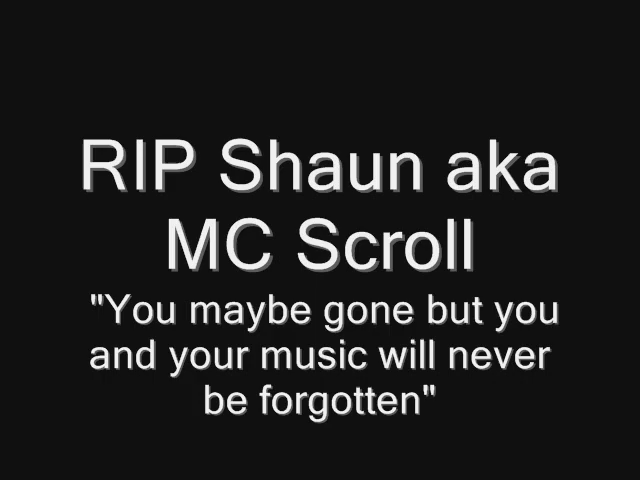 RIP Shaun aka
MC Scroll
"You maybe gone but you
and your music will never
be forgotten"